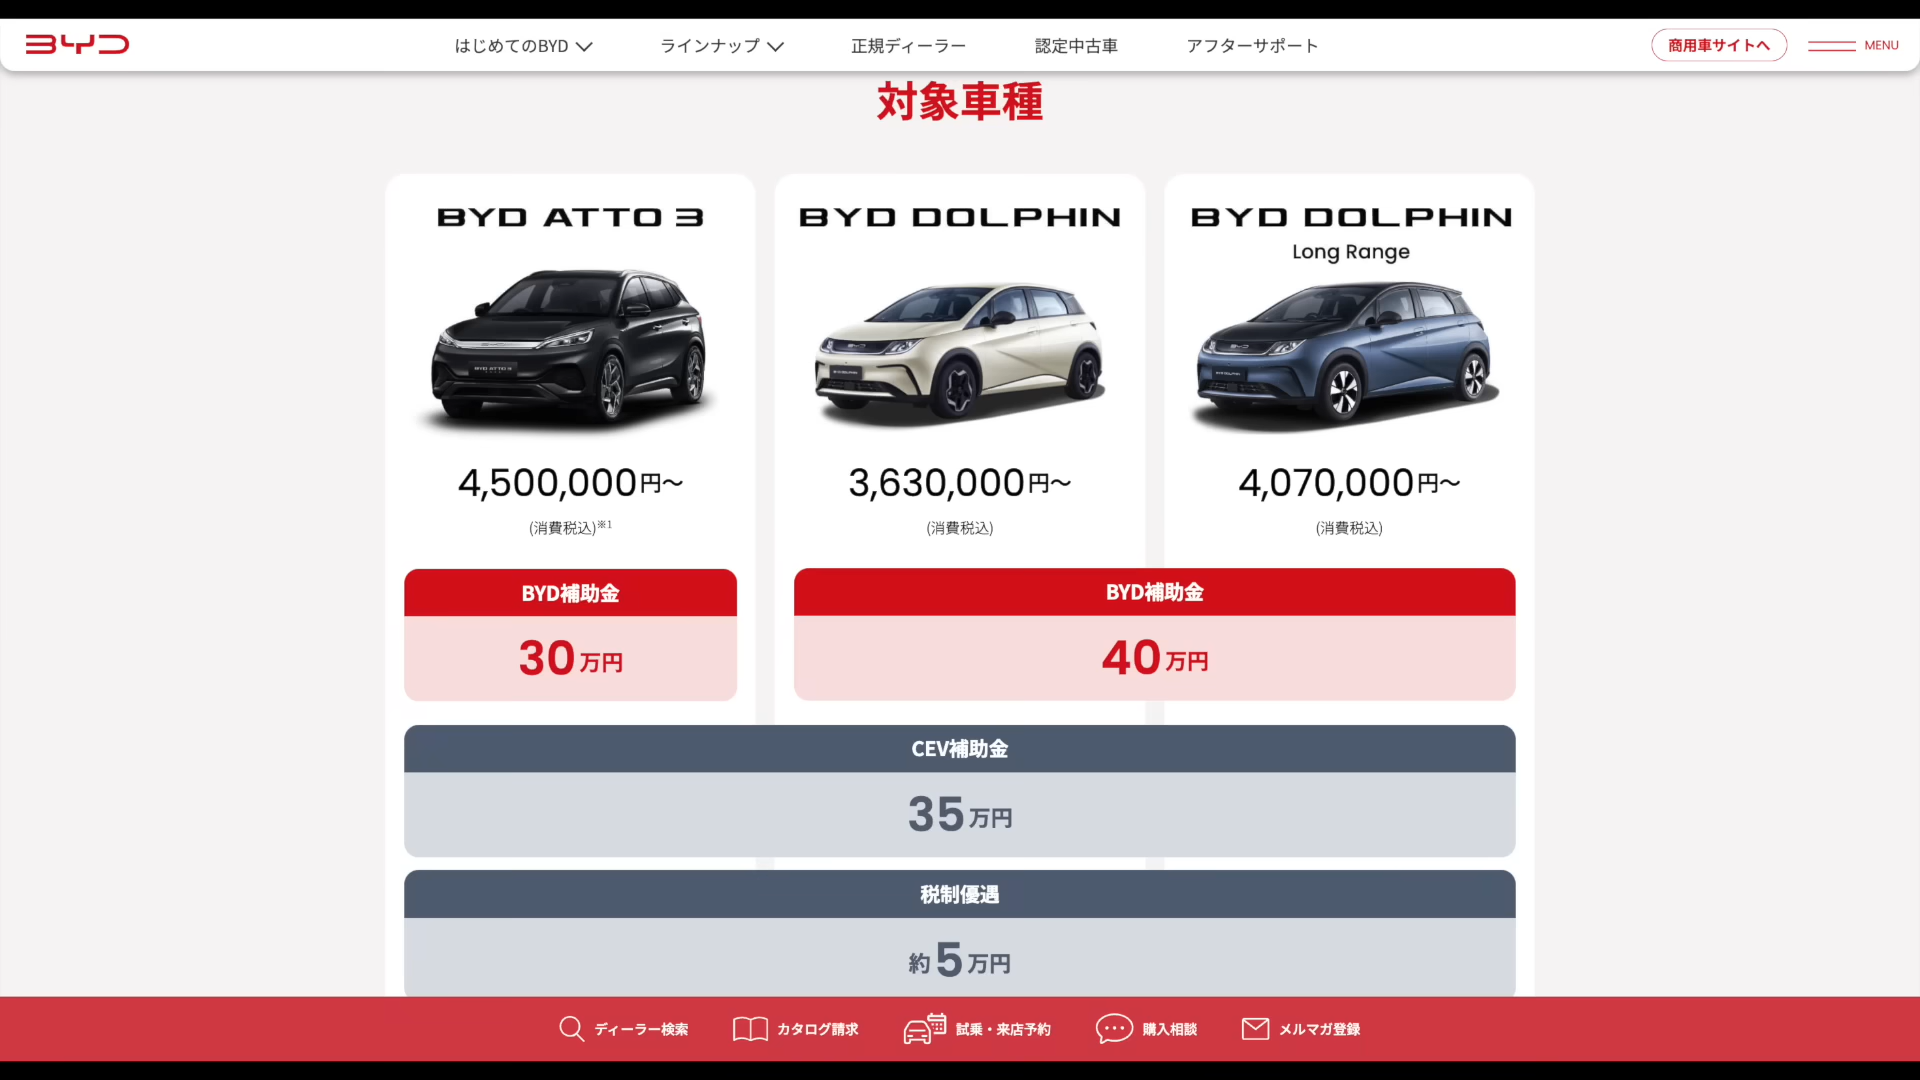 BYD
はじめてのBYD
ラインナップ
正規ディーラー
認定中古車
アフターサポート
商用車サイトへ
MENU
対象車種
BYD ATTO 3
BYD DOLPHIN
BYD DOLPHIN
Long Range
4,500,000円～
3,630,000円～
4,070,000円～
(消費税込)※1
(消費税込)
(消費税込)
BYD補助金
BYD補助金
30万円
40万円
CEV補助金
35万円
税制優遇
約5万円
ディーラー検索
カタログ請求
試乗・来店予約
購入相談
メルマガ登録